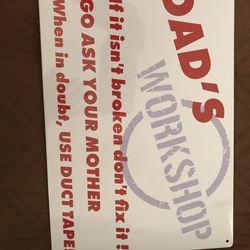 DAD'S
WORKSHOP
If it isn't broken don't fix it !
GO ASK YOUR MOTHER
When in doubt, USE DUCT TAPE